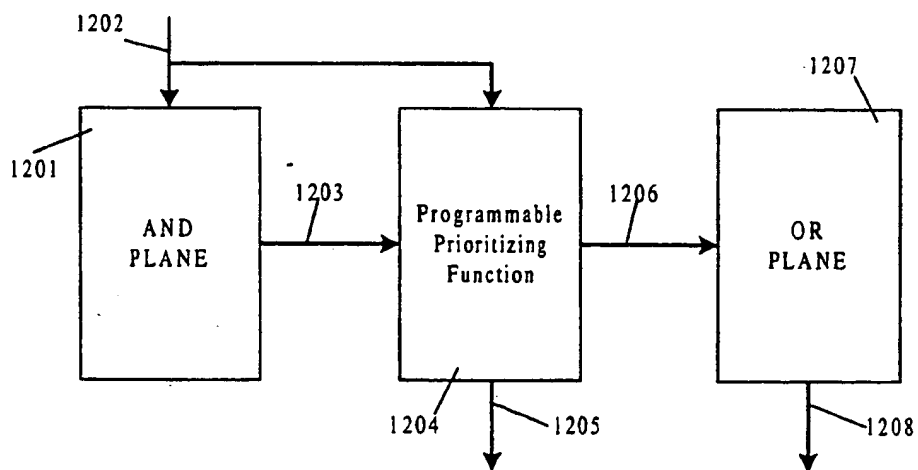 1202
1207
1201
1203
1206
AND
PLANE
Programmable
Prioritizing
Function
OR
PLANE
1204
1205
1208